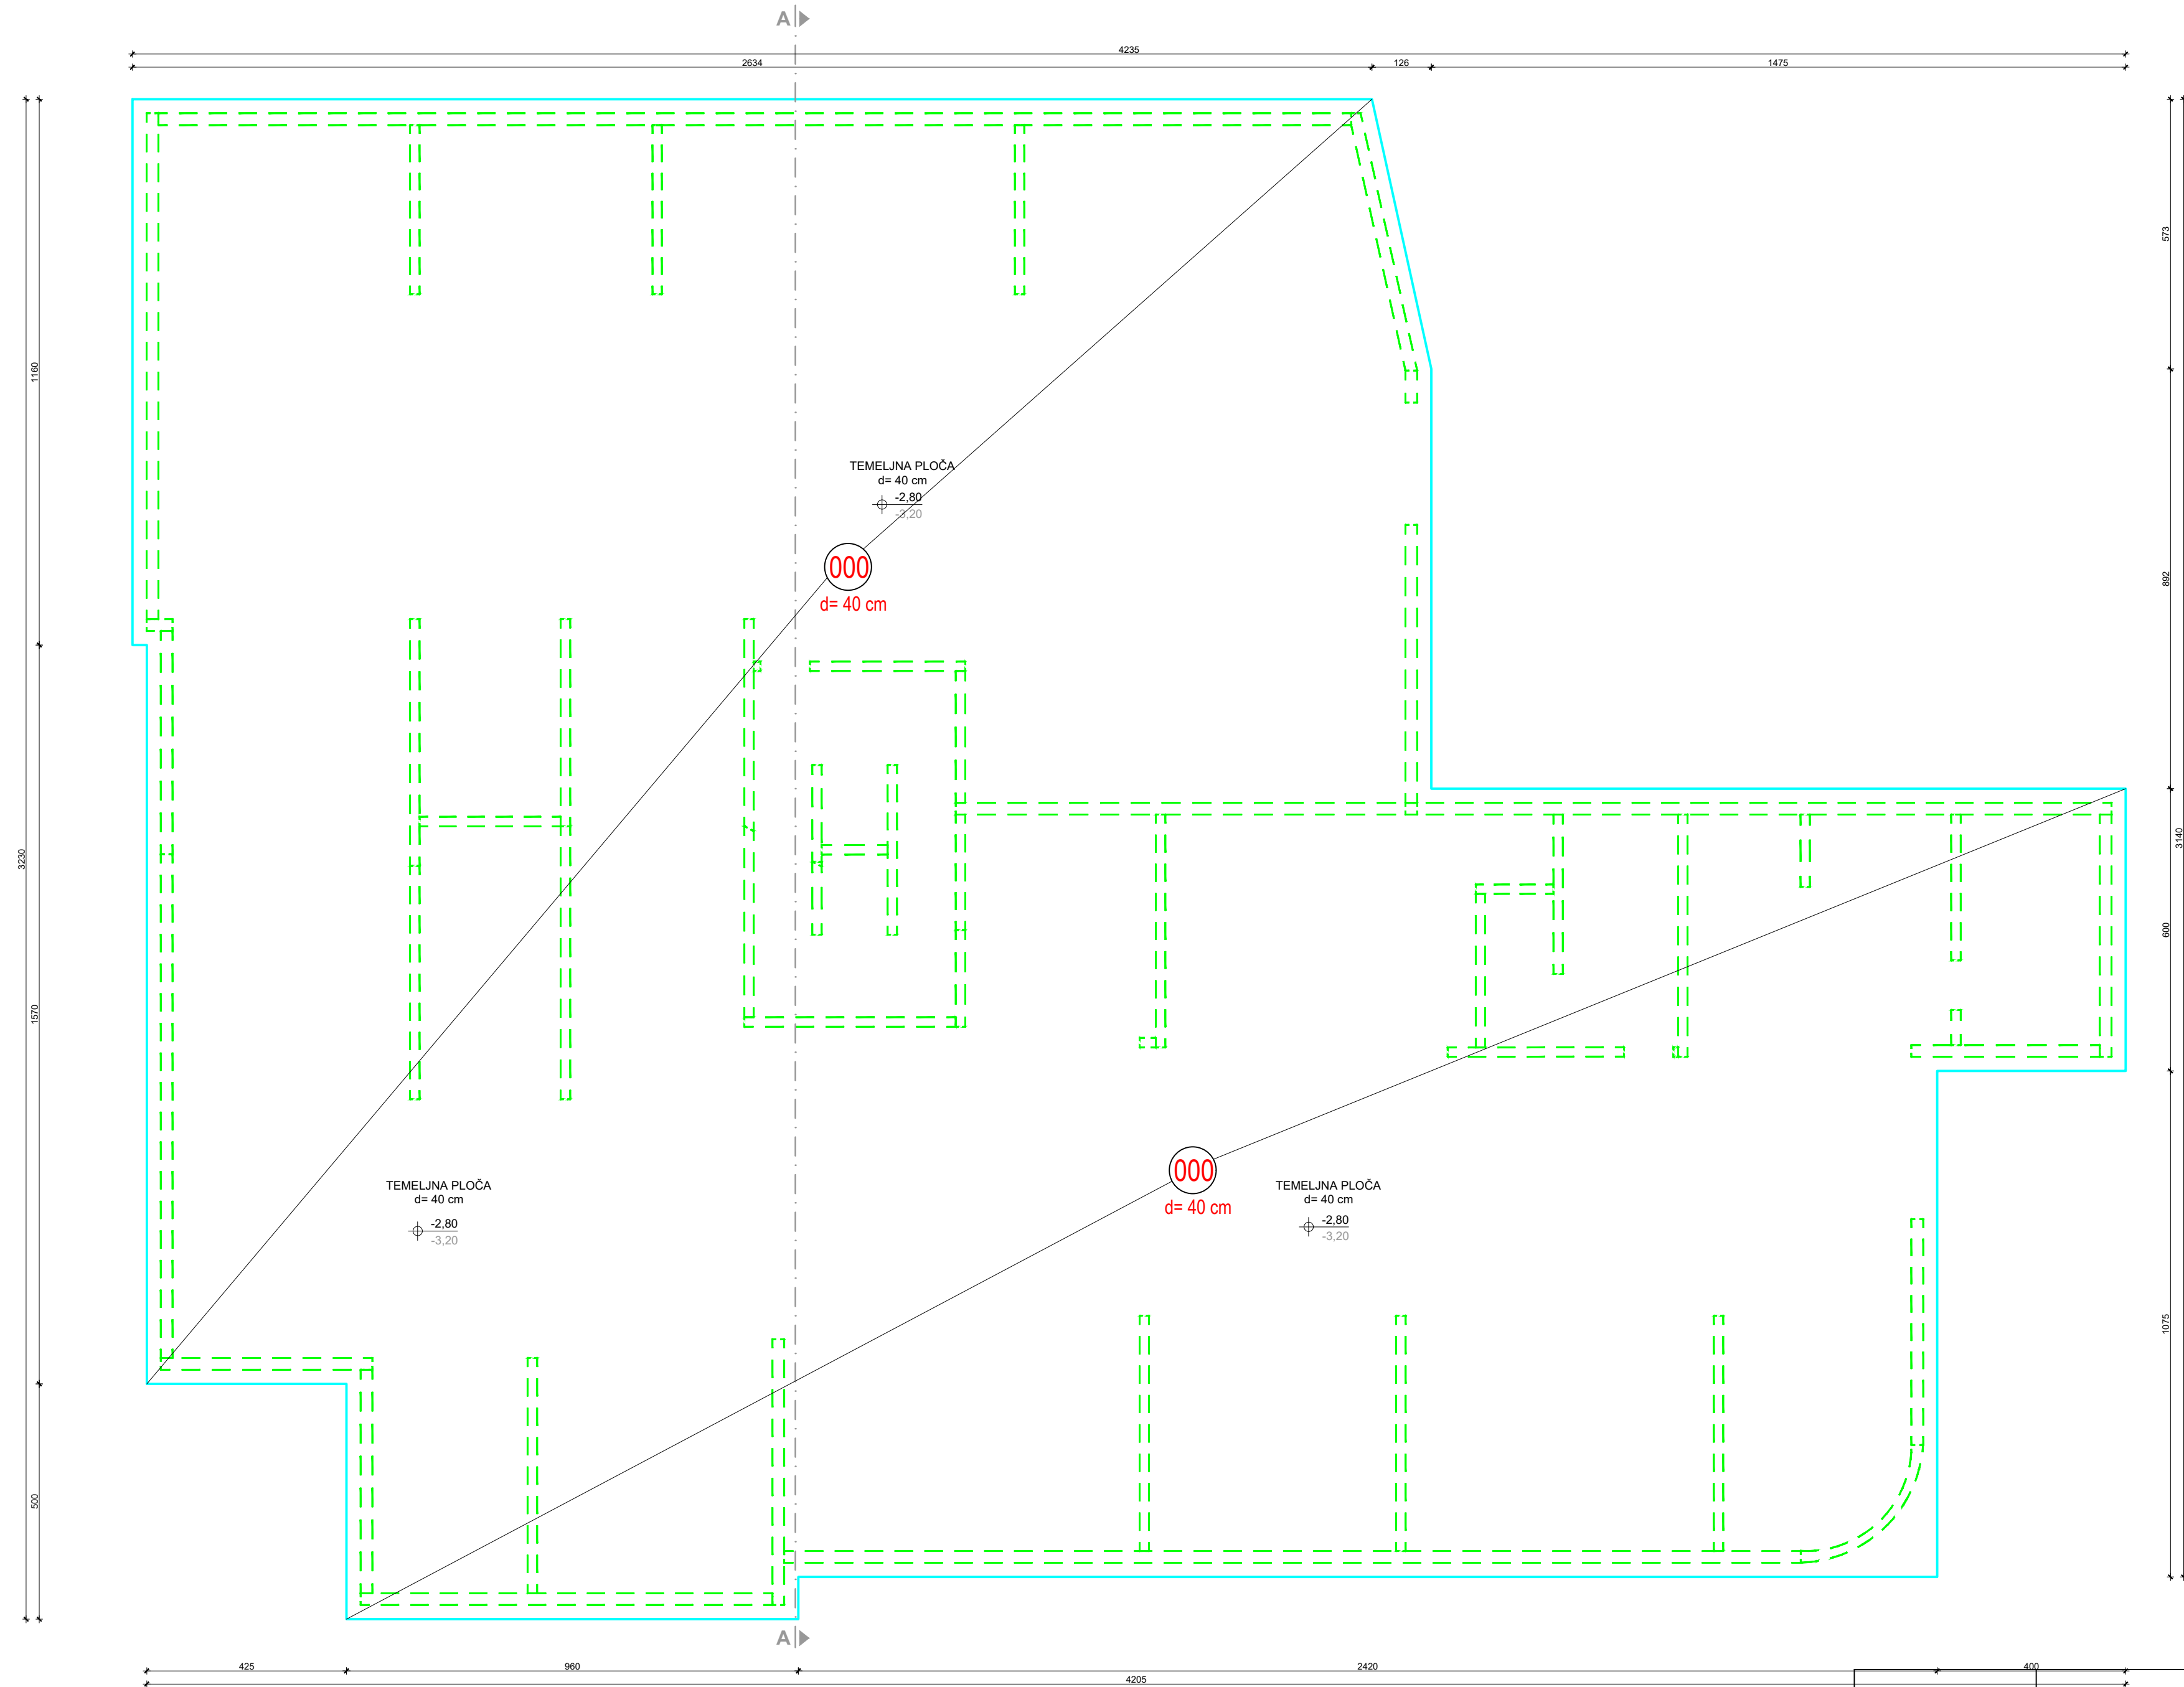 A
4235
2634 126 1475
573
1160
TEMELJNA PLOČA
d= 40 cm
-2,80
-3,20
000
d= 40 cm
892
3230
3140
600
1570
000
d= 40 cm
TEMELJNA PLOČA
d= 40 cm
-2,80
-3,20
TEMELJNA PLOČA
d= 40 cm
-2,80
-3,20
1075
500
A
425 960 2420 400
4205